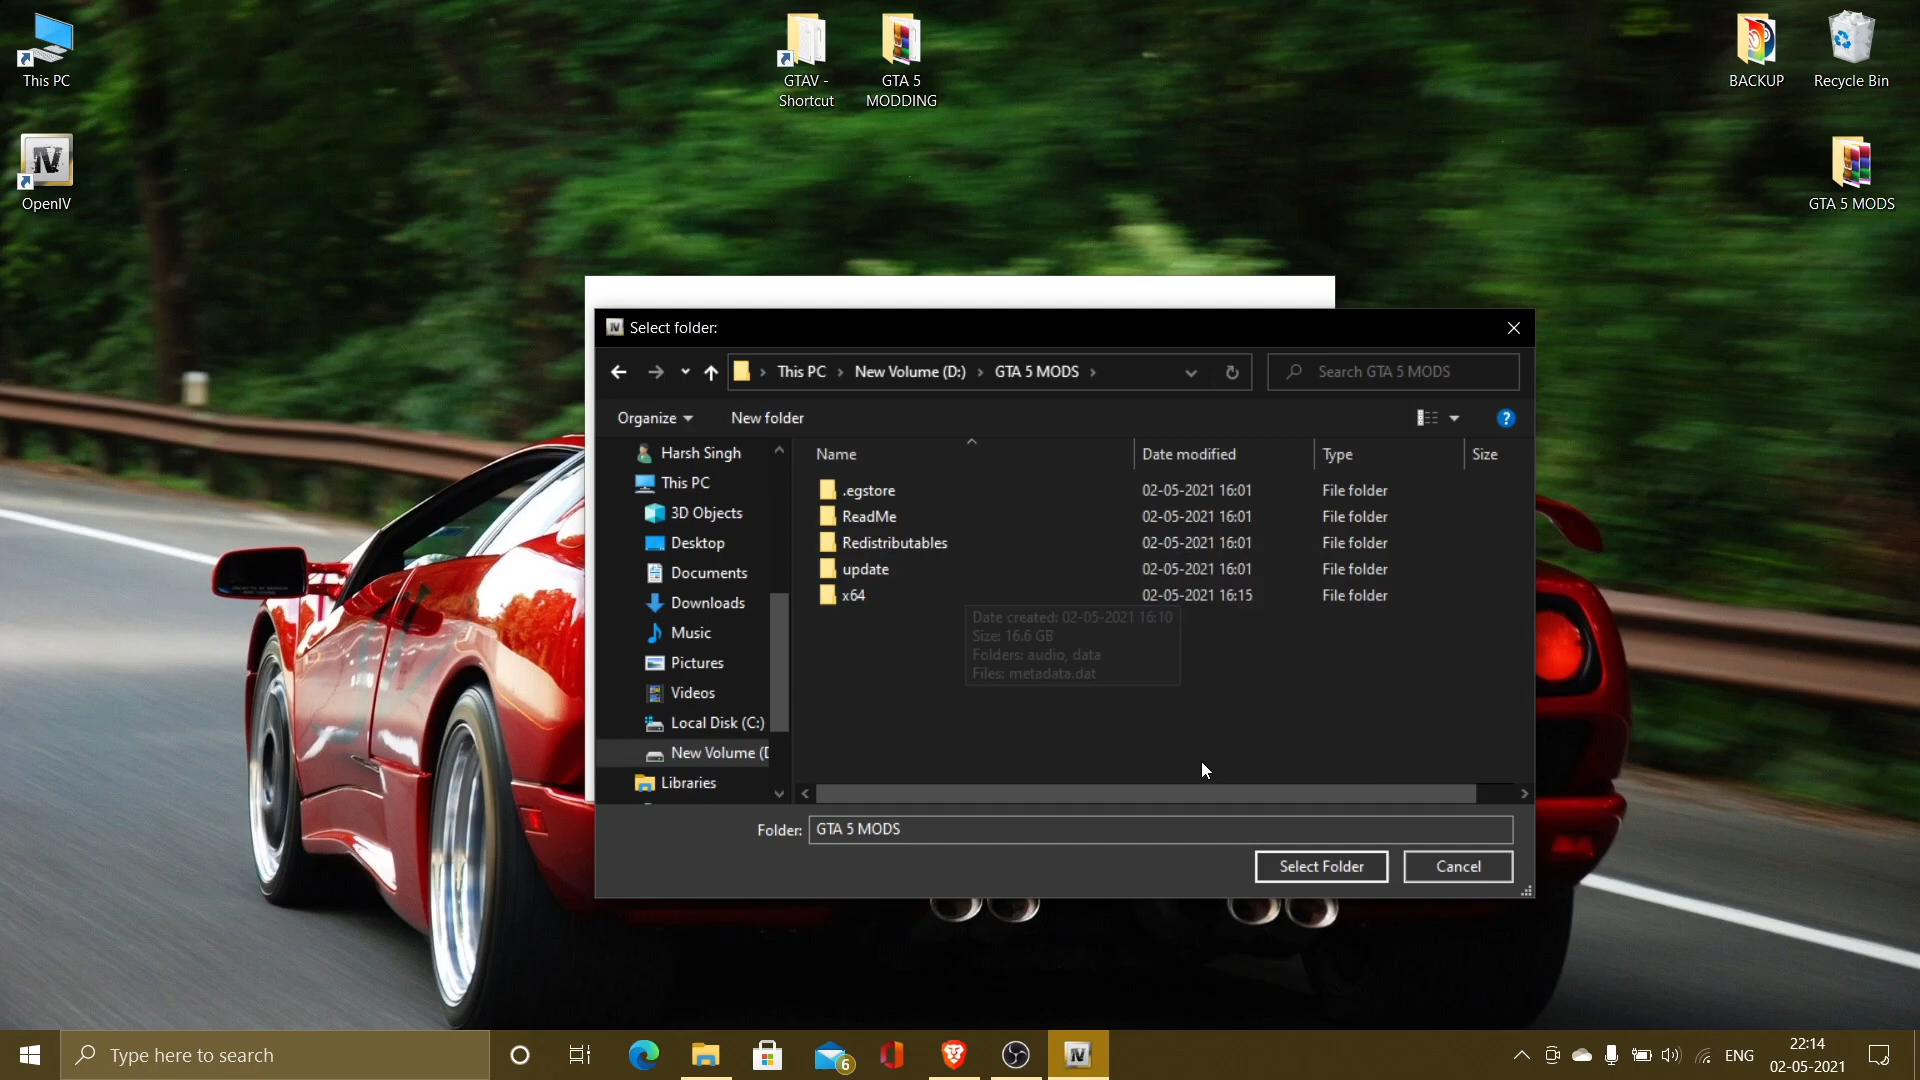 This PC
GTAV -
Shortcut
GTA 5
MODDING
BACKUP
Recycle Bin
OpenIV
GTA 5 MODS
Select folder:
This PC › New Volume (D:) › GTA 5 MODS ›
Search GTA 5 MODS
Organize
New folder
Harsh Singh
This PC
3D Objects
Desktop
Documents
Downloads
Music
Pictures
Videos
Local Disk (C:)
New Volume (D
Libraries
Name Date modified Type Size
.egstore 02-05-2021 16:01 File folder
ReadMe 02-05-2021 16:01 File folder
Redistributables 02-05-2021 16:01 File folder
update 02-05-2021 16:01 File folder
x64 02-05-2021 16:15 File folder
Date created: 02-05-2021 16:10
Size: 16.6 GB
Folders: audio, data
Files: metadata.dat
Folder: GTA 5 MODS
Select Folder
Cancel
Type here to search
6
ENG
22:14
02-05-2021